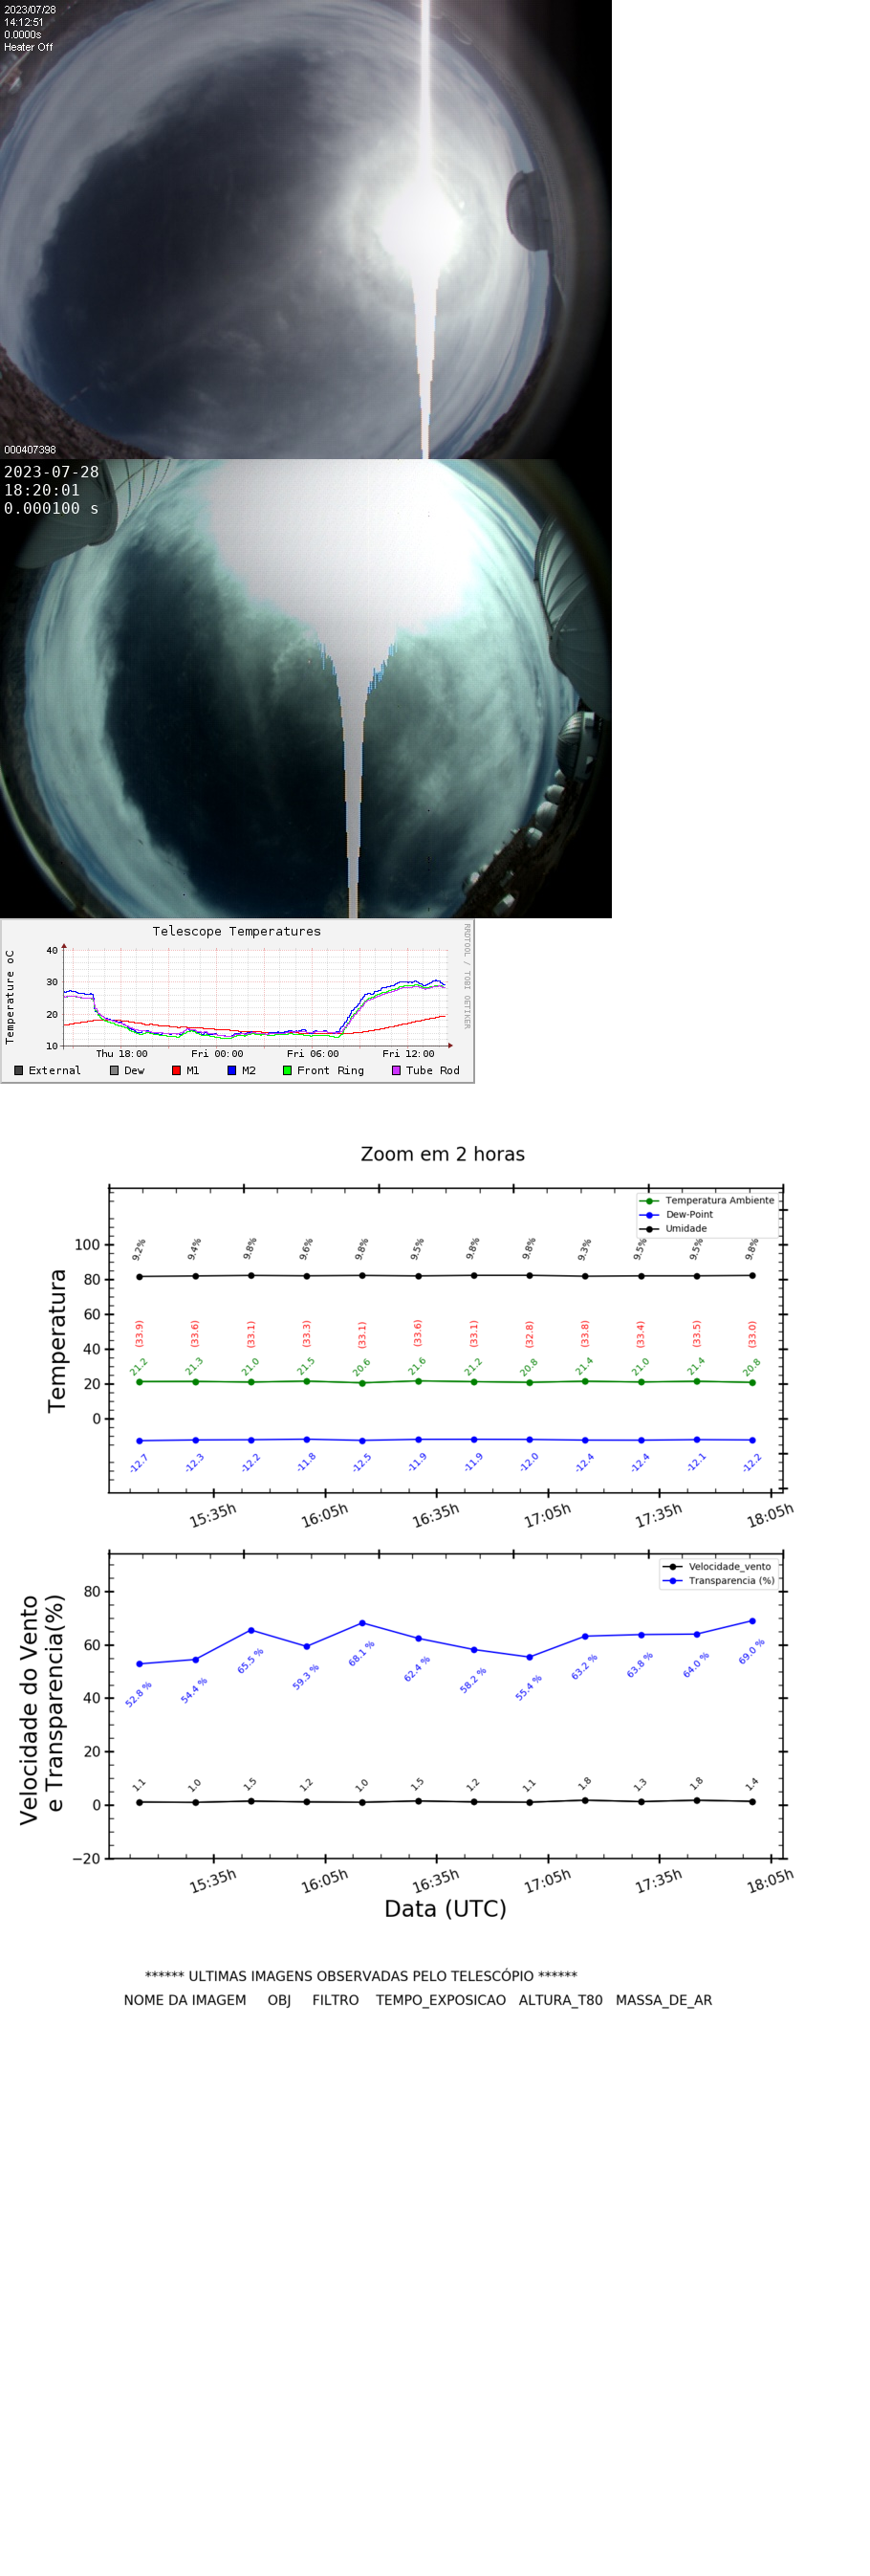 2023/07/28
14:12:51
0.0000s
Heater Off
000407398
2023-07-28
18:20:01
0.000100 s
Telescope Temperatures
RRDTOOL / TOBI OETIKER
Temperature oC
40
30
20
10
Thu 18:00 Fri 00:00 Fri 06:00 Fri 12:00
External Dew M1 M2 Front Ring Tube Rod
Zoom em 2 horas
Temperatura Ambiente
Dew-Point
Umidade
Temperatura
100
80
60
40
20
0
9.2% 9.4% 9.8% 9.6% 9.8% 9.5% 9.8% 9.8% 9.3% 9.5% 9.5% 9.8%
(33.9) (33.6) (33.1) (33.3) (33.1) (33.6) (33.1) (32.8) (33.8) (33.4) (33.5) (33.0)
21.2 21.3 21.0 21.5 20.6 21.6 21.2 20.8 21.4 21.0 21.4 20.8
-12.7 -12.3 -12.2 -11.8 -12.5 -11.9 -11.9 -12.0 -12.4 -12.4 -12.1 -12.2
15:35h 16:05h 16:35h 17:05h 17:35h 18:05h
Velocidade_vento
Transparencia (%)
Velocidade do Vento
e Transparencia(%)
80
60
40
20
0
−20
52.8 % 54.4 % 65.5 % 59.3 % 68.1 % 62.4 % 58.2 % 55.4 % 63.2 % 63.8 % 64.0 % 69.0 %
1.1 1.0 1.5 1.2 1.0 1.5 1.2 1.1 1.8 1.3 1.8 1.4
15:35h 16:05h 16:35h 17:05h 17:35h 18:05h
Data (UTC)
****** ULTIMAS IMAGENS OBSERVADAS PELO TELESCÓPIO ******
NOME DA IMAGEM OBJ FILTRO TEMPO_EXPOSICAO ALTURA_T80 MASSA_DE_AR